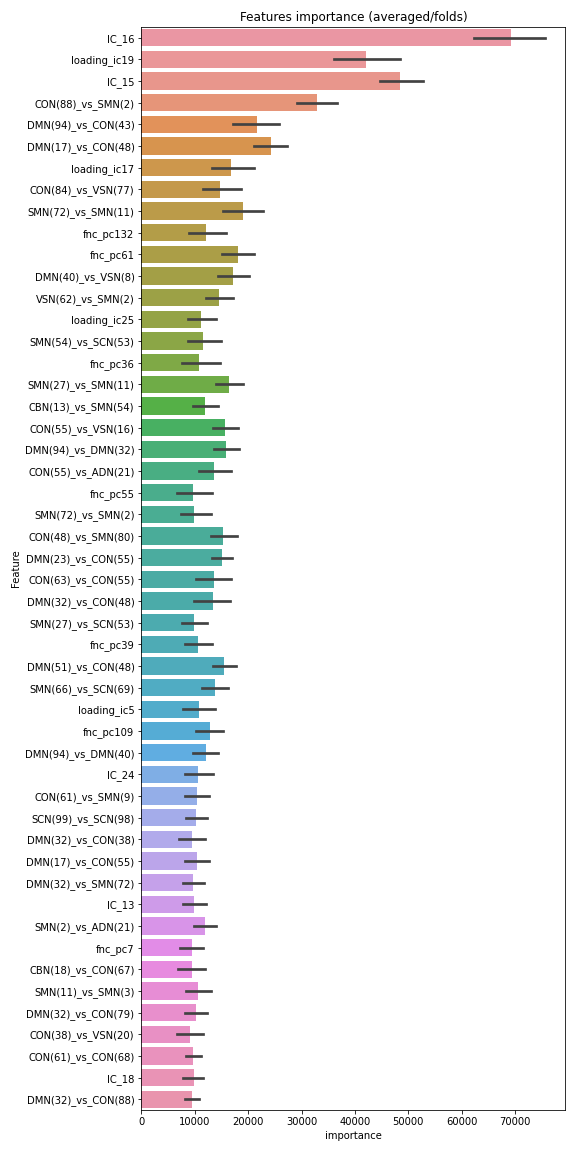 Features importance (averaged/folds)
IC_16
loading_ic19
IC_15
CON(88)_vs_SMN(2)
DMN(94)_vs_CON(43)
DMN(17)_vs_CON(48)
loading_ic17
CON(84)_vs_VSN(77)
SMN(72)_vs_SMN(11)
fnc_pc132
fnc_pc61
DMN(40)_vs_VSN(8)
VSN(62)_vs_SMN(2)
loading_ic25
SMN(54)_vs_SCN(53)
fnc_pc36
SMN(27)_vs_SMN(11)
CBN(13)_vs_SMN(54)
CON(55)_vs_VSN(16)
DMN(94)_vs_DMN(32)
CON(55)_vs_ADN(21)
fnc_pc55
SMN(72)_vs_SMN(2)
CON(48)_vs_SMN(80)
DMN(23)_vs_CON(55)
CON(63)_vs_CON(55)
DMN(32)_vs_CON(48)
SMN(27)_vs_SCN(53)
fnc_pc39
DMN(51)_vs_CON(48)
SMN(66)_vs_SCN(69)
loading_ic5
fnc_pc109
DMN(94)_vs_DMN(40)
IC_24
CON(61)_vs_SMN(9)
SCN(99)_vs_SCN(98)
DMN(32)_vs_CON(38)
DMN(17)_vs_CON(55)
DMN(32)_vs_SMN(72)
IC_13
SMN(2)_vs_ADN(21)
fnc_pc7
CBN(18)_vs_CON(67)
SMN(11)_vs_SMN(3)
DMN(32)_vs_CON(79)
CON(38)_vs_VSN(20)
CON(61)_vs_CON(68)
IC_18
DMN(32)_vs_CON(88)
Feature
0 10000 20000 30000 40000 50000 60000 70000
importance